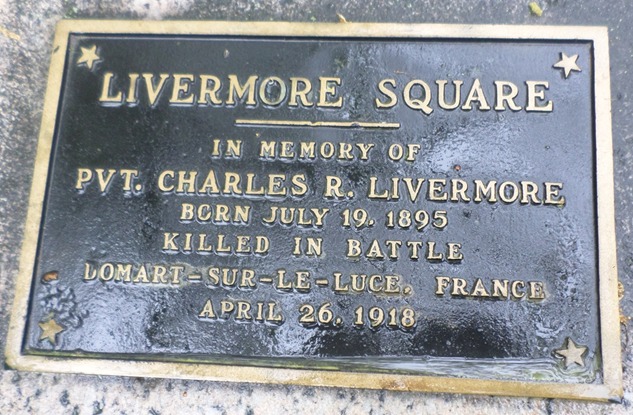 LIVERMORE SQUARE
IN MEMORY OF
PVT. CHARLES R. LIVERMORE
BORN JULY 19, 1895
KILLED IN BATTLE
DOMART-SUR-LE-LUCE, FRANCE
APRIL 26, 1918